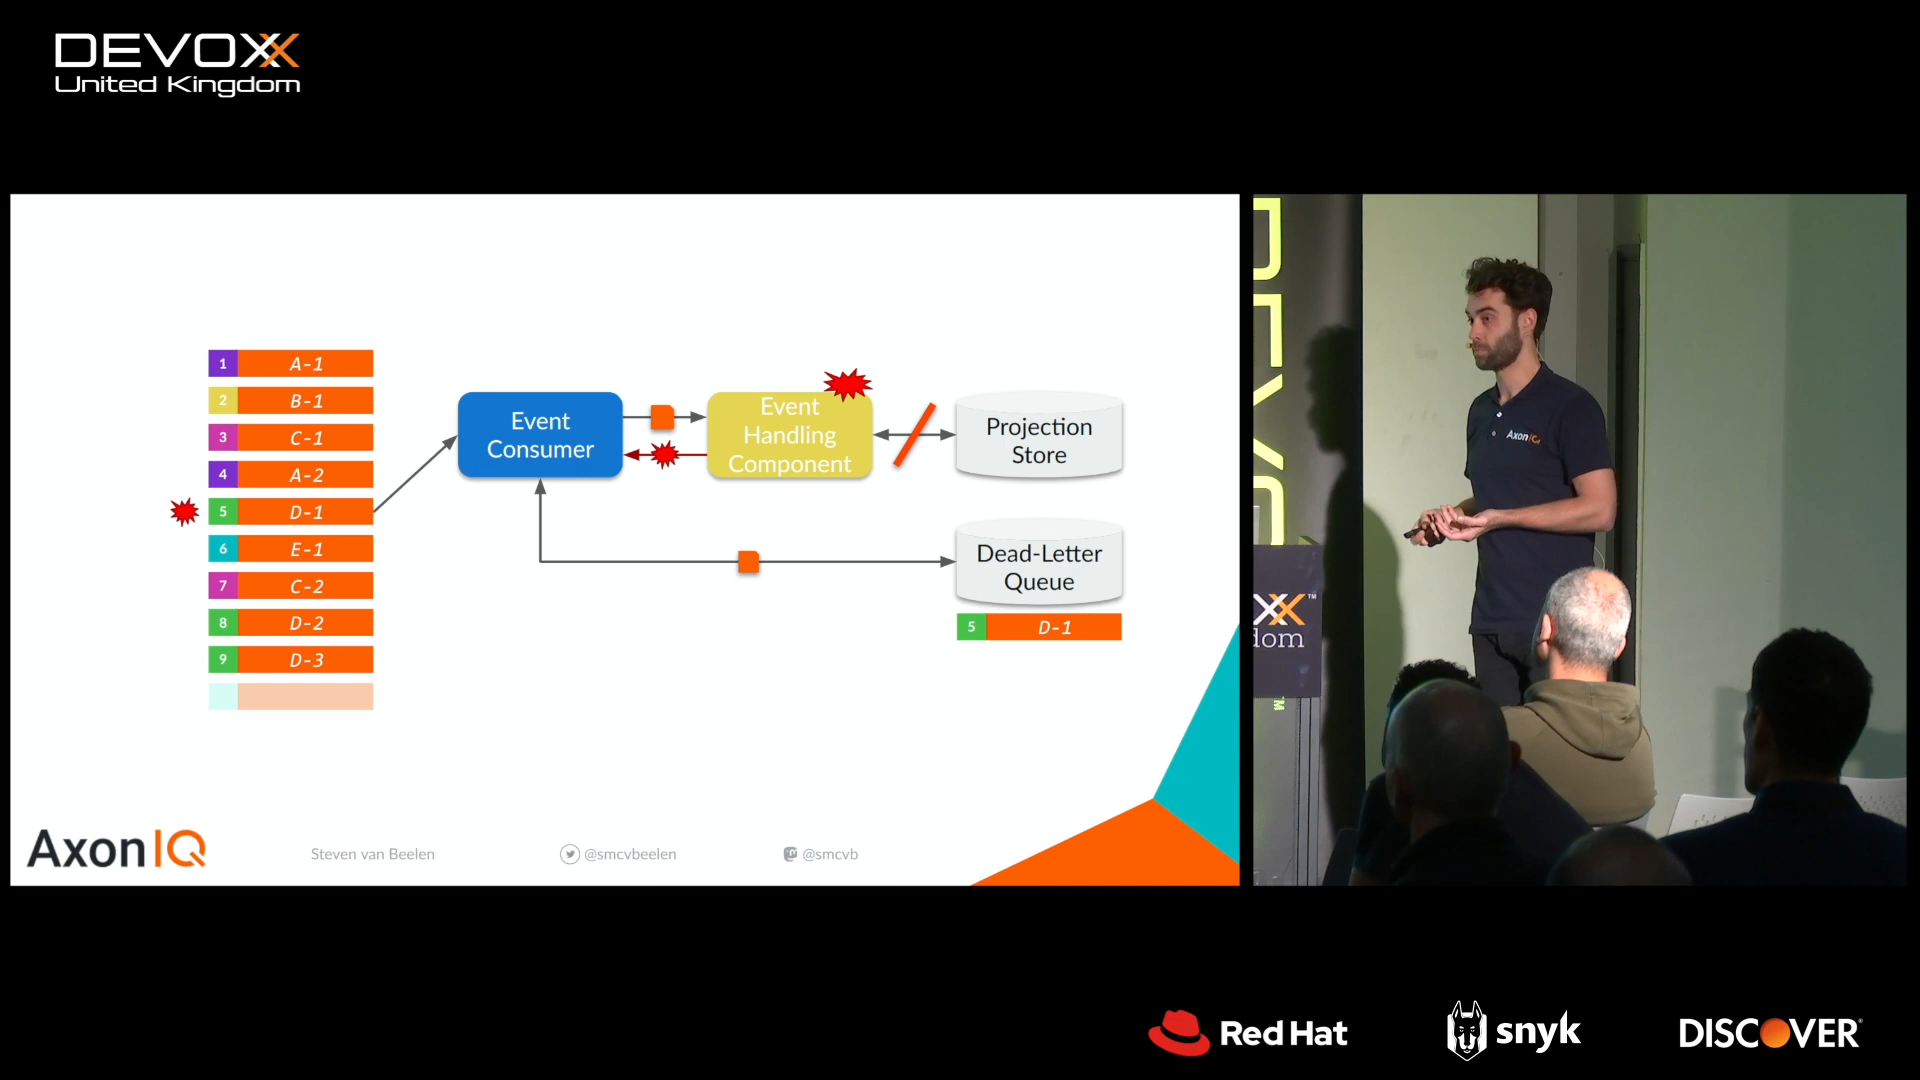 DEVOXX
United Kingdom
1 A-1
2 B-1
3 C-1
4 A-2
5 D-1
6 E-1
7 C-2
8 D-2
9 D-3
Event
Consumer
Event
Handling
Component
Projection
Store
Dead-Letter
Queue
5 D-1
AxonIQ
Steven van Beelen
@smcvbeelen
@smcvb
AxonIQ
Red Hat
snyk
DISCOVER